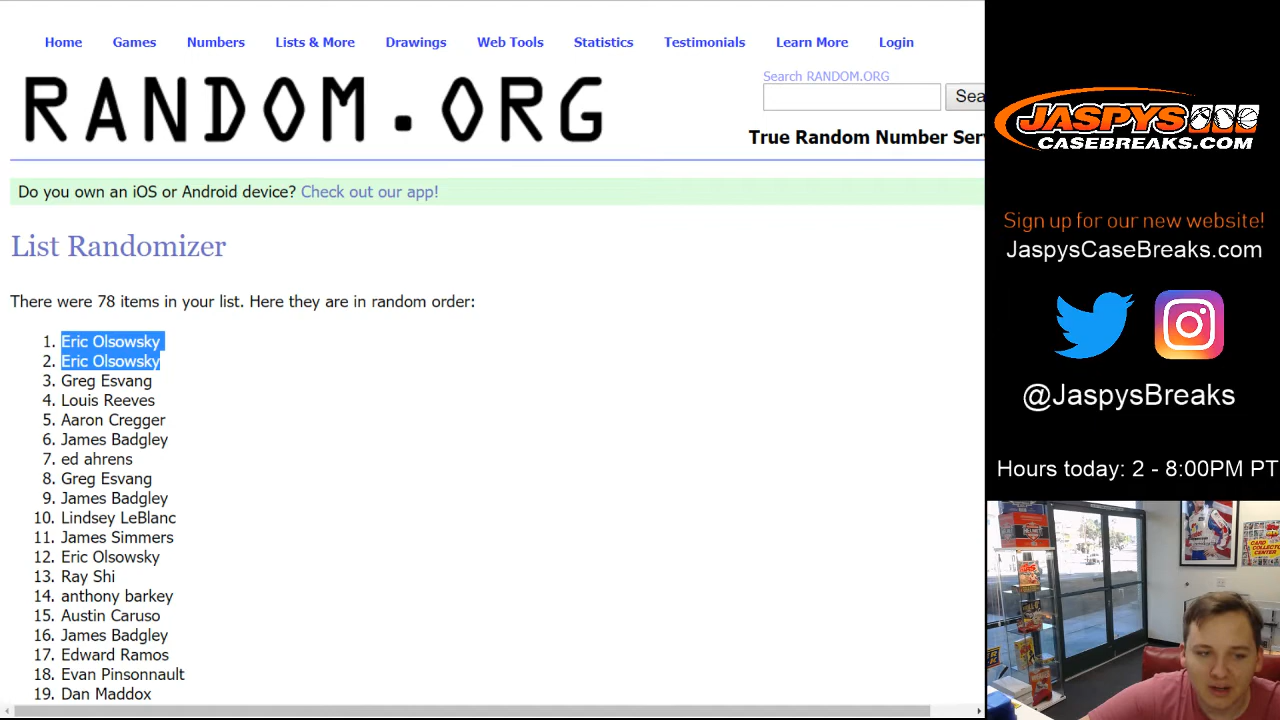 Home Games Numbers Lists & More Drawings Web Tools Statistics Testimonials Learn More Login
RANDOM.ORG
Search RANDOM.ORG
Sea
True Random Number Ser
Do you own an iOS or Android device? Check out our app!
List Randomizer
There were 78 items in your list. Here they are in random order:
1. Eric Olsowsky
2. Eric Olsowsky
3. Greg Esvang
4. Louis Reeves
5. Aaron Cregger
6. James Badgley
7. ed ahrens
8. Greg Esvang
9. James Badgley
10. Lindsey LeBlanc
11. James Simmers
12. Eric Olsowsky
13. Ray Shi
14. anthony barkey
15. Austin Caruso
16. James Badgley
17. Edward Ramos
18. Evan Pinsonnault
19. Dan Maddox
JASPYS
CASEBREAKS.COM
Sign up for our new website!
JaspysCaseBreaks.com
@JaspysBreaks
Hours today: 2 - 8:00PM PT
CARD
COLLECTOR
CENTER